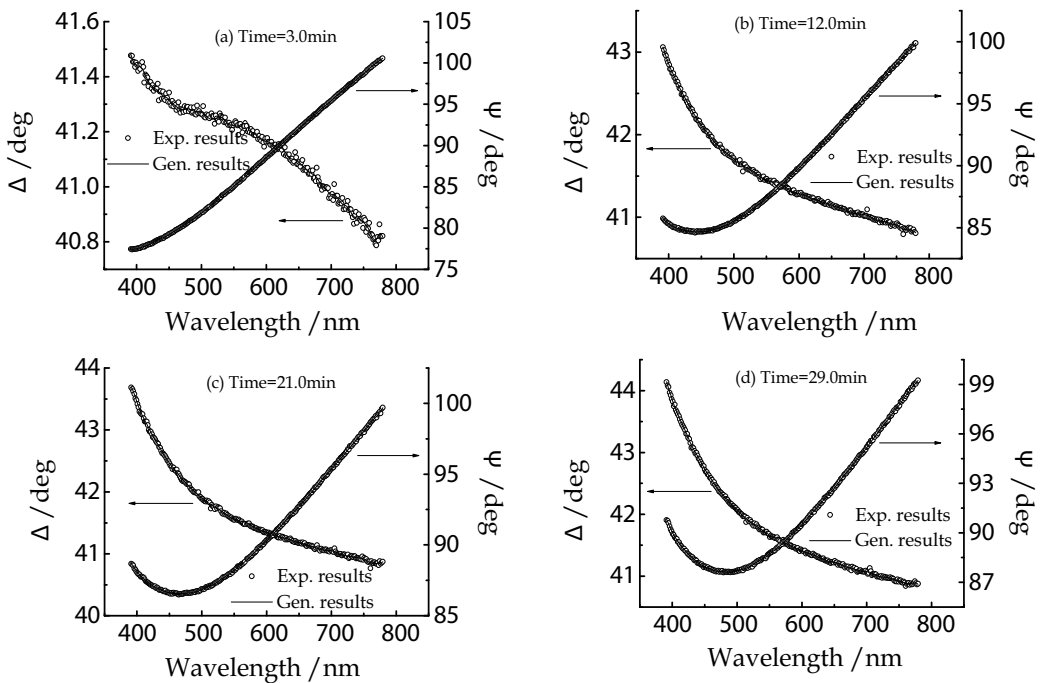 (a) Time=3.0min
41.6
41.4
41.2
41.0
40.8
Δ / deg
105
100
95
90
85
80
75
Ψ / deg
Exp. results
Gen. results
400 500 600 700 800
Wavelength /nm
(b) Time=12.0min
43
42
41
Δ / deg
100
95
90
85
Ψ / deg
Exp. results
Gen. results
400 500 600 700 800
Wavelength /nm
(c) Time=21.0min
44
43
42
41
40
Δ / deg
100
95
90
85
Ψ / deg
Exp. results
Gen. results
400 500 600 700 800
Wavelength /nm
(d) Time=29.0min
44
43
42
41
Δ / deg
99
96
93
90
87
Ψ / deg
Exp. results
Gen. results
400 500 600 700 800
Wavelength /nm